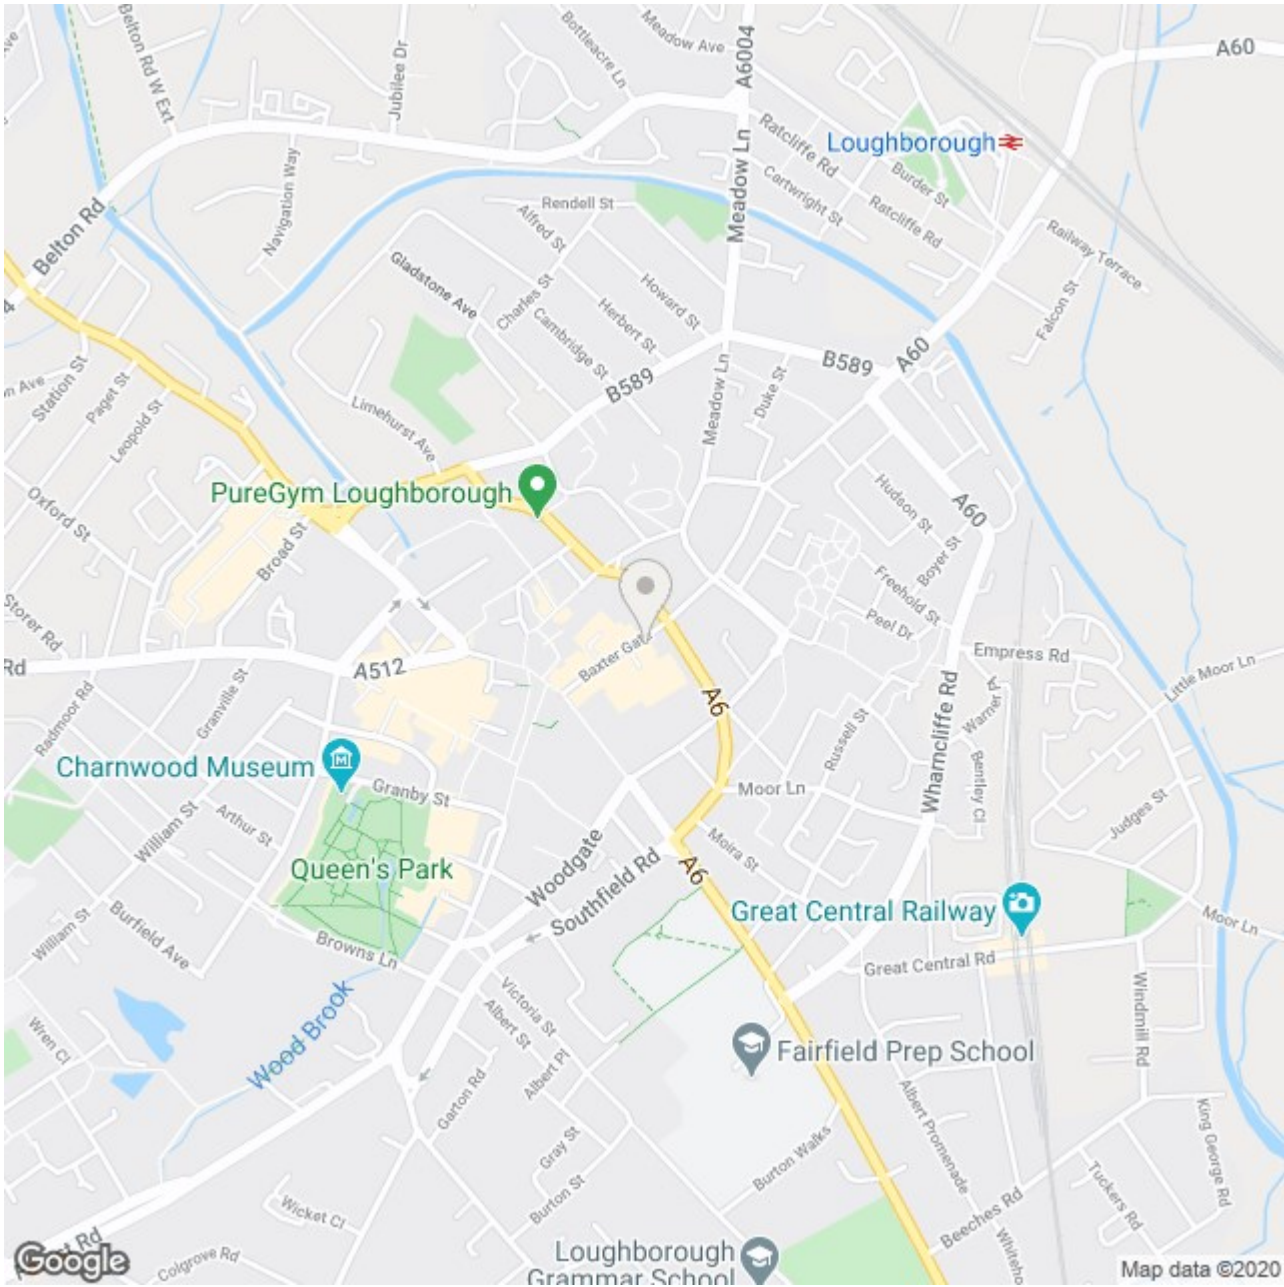 Belton Rd W Ext
Jubilee Dr
Bottleacre Ln
Meadow Ave
A6004
A60
Navigation Way
Belton Rd
Rendell St
Alfred St
Meadow Ln
Ratcliffe Rd
Cartwright St
Ratcliffe Rd
Loughborough
Burder St
Railway Terrace
Falcon St
Gladstone Ave
Charles St
Cambridge St
Herbert St
Howard St
B589
B589
A60
Meadow Ln
Duke St
Station St
Paget St
Leopold St
Limehurst Ave
PureGym Loughborough
Oxford St
Broad St
Hudson St
A60
Boyer St
Freehold St
Peel Dr
Empress Rd
Little Moor Ln
Storer Rd
Rd
A512
Baxter Gate
A6
Radmoor Rd
Granville St
Russell St
Wharncliffe Rd
Warner
Bentley Cl
Charnwood Museum
Granby St
Moor Ln
Judges St
William St
Arthur St
Queen's Park
Woodgate
Southfield Rd
A6
Moira St
Great Central Railway
Moor Ln
William St
Burfield Ave
Browns Ln
Great Central Rd
Windmill Rd
Wood Brook
Wren Cl
Victoria St
Albert St
Albert Pl
Garton Rd
Fairfield Prep School
Albert Promenade
King George Rd
Gray St
Burton St
Burton Walks
Beeches Rd
Tuckers Rd
Wicket Cl
Colgrove Rd
Loughborough
Grammar School
Google
Map data ©2020